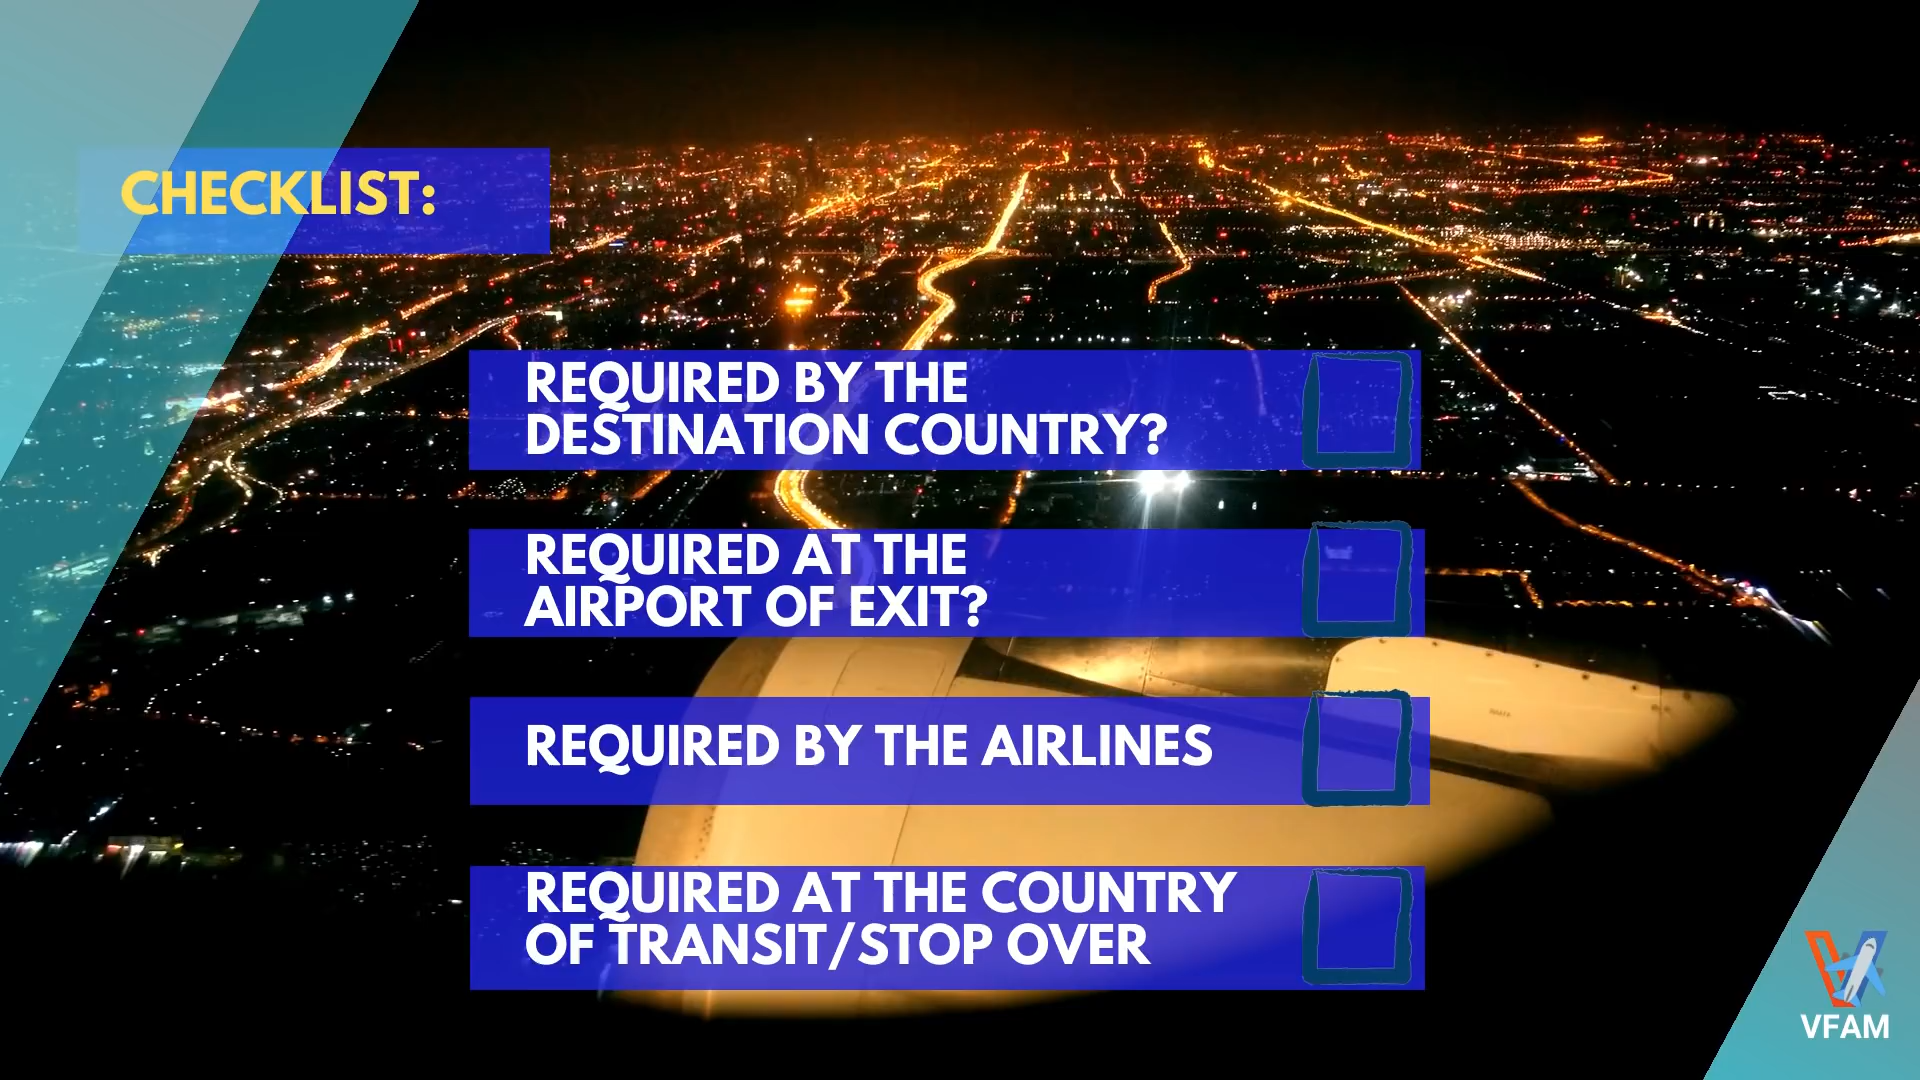 CHECKLIST:
REQUIRED BY THE
DESTINATION COUNTRY?
REQUIRED AT THE
AIRPORT OF EXIT?
REQUIRED BY THE AIRLINES
REQUIRED AT THE COUNTRY
OF TRANSIT/STOP OVER
VFAM